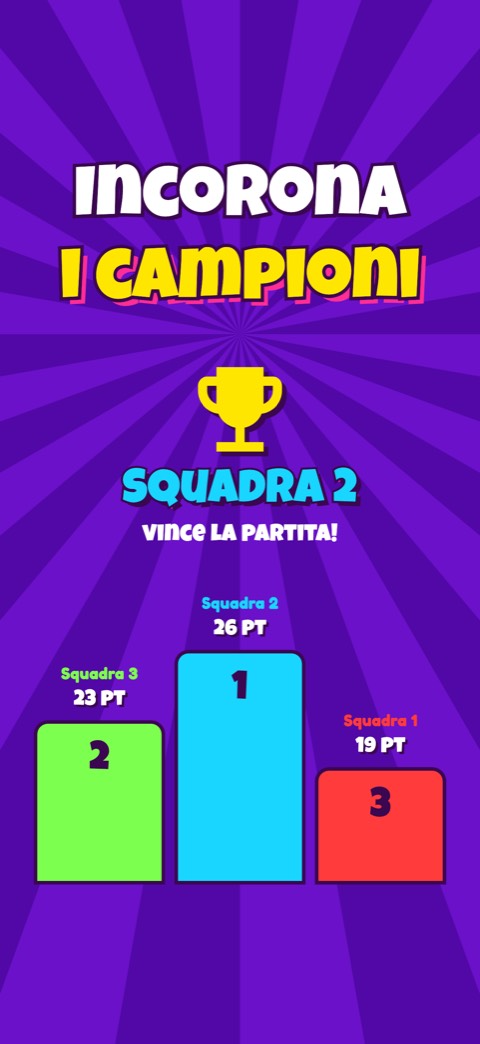 INCORONA
I CAMPIONI
SQUADRA 2
VINCE LA PARTITA!
Squadra 2
26 PT
1
Squadra 3
23 PT
2
Squadra 1
19 PT
3